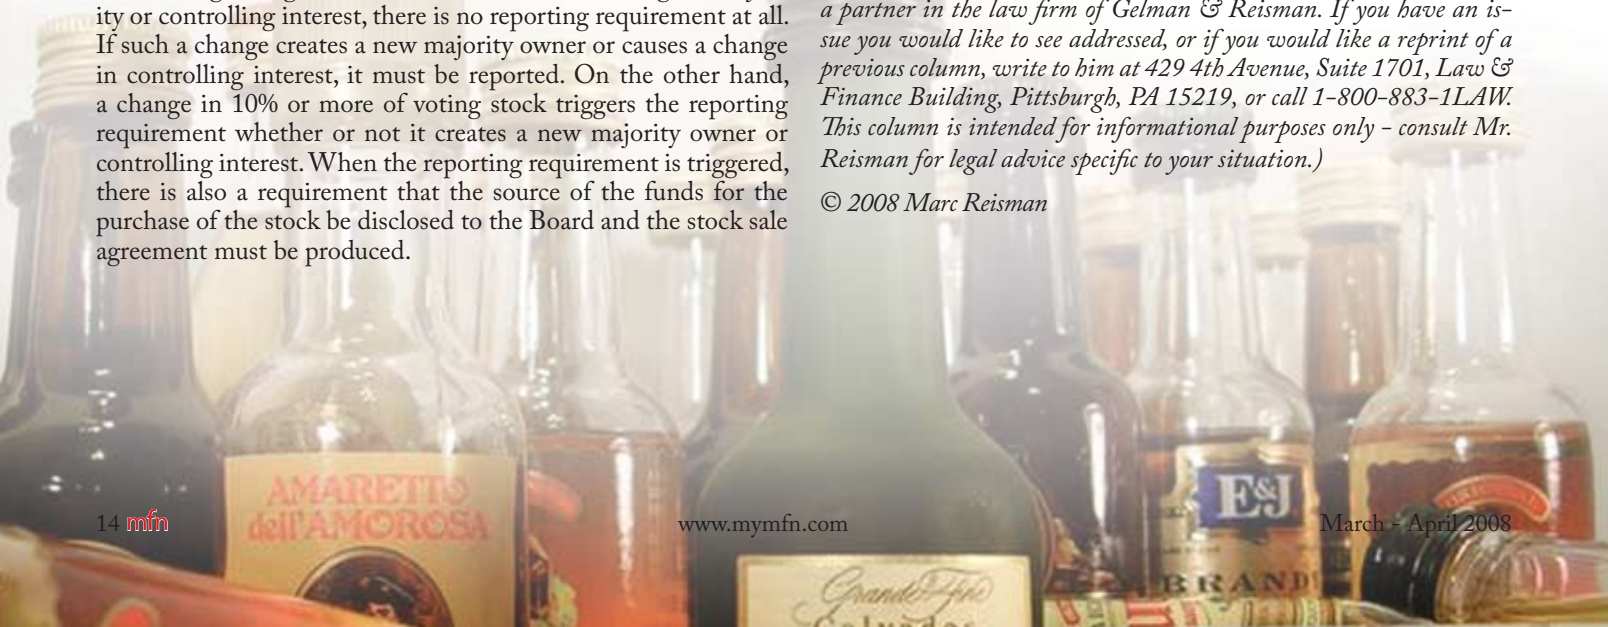 ity or controlling interest, there is no reporting requirement at all.
If such a change creates a new majority owner or causes a change
in controlling interest, it must be reported. On the other hand,
a change in 10% or more of voting stock triggers the reporting
requirement whether or not it creates a new majority owner or
controlling interest. When the reporting requirement is triggered,
there is also a requirement that the source of the funds for the
purchase of the stock be disclosed to the Board and the stock sale
agreement must be produced.
a partner in the law firm of Gelman & Reisman. If you have an is-
sue you would like to see addressed, or if you would like a reprint of a
previous column, write to him at 429 4th Avenue, Suite 1701, Law &
Finance Building, Pittsburgh, PA 15219, or call 1-800-883-1LAW.
This column is intended for informational purposes only - consult Mr.
Reisman for legal advice specific to your situation.)
© 2008 Marc Reisman
AMARETTO
dell'AMOROSA
E&J
BRANDY
Grande Fine
14 mfn
www.mymfn.com
March - April 2008